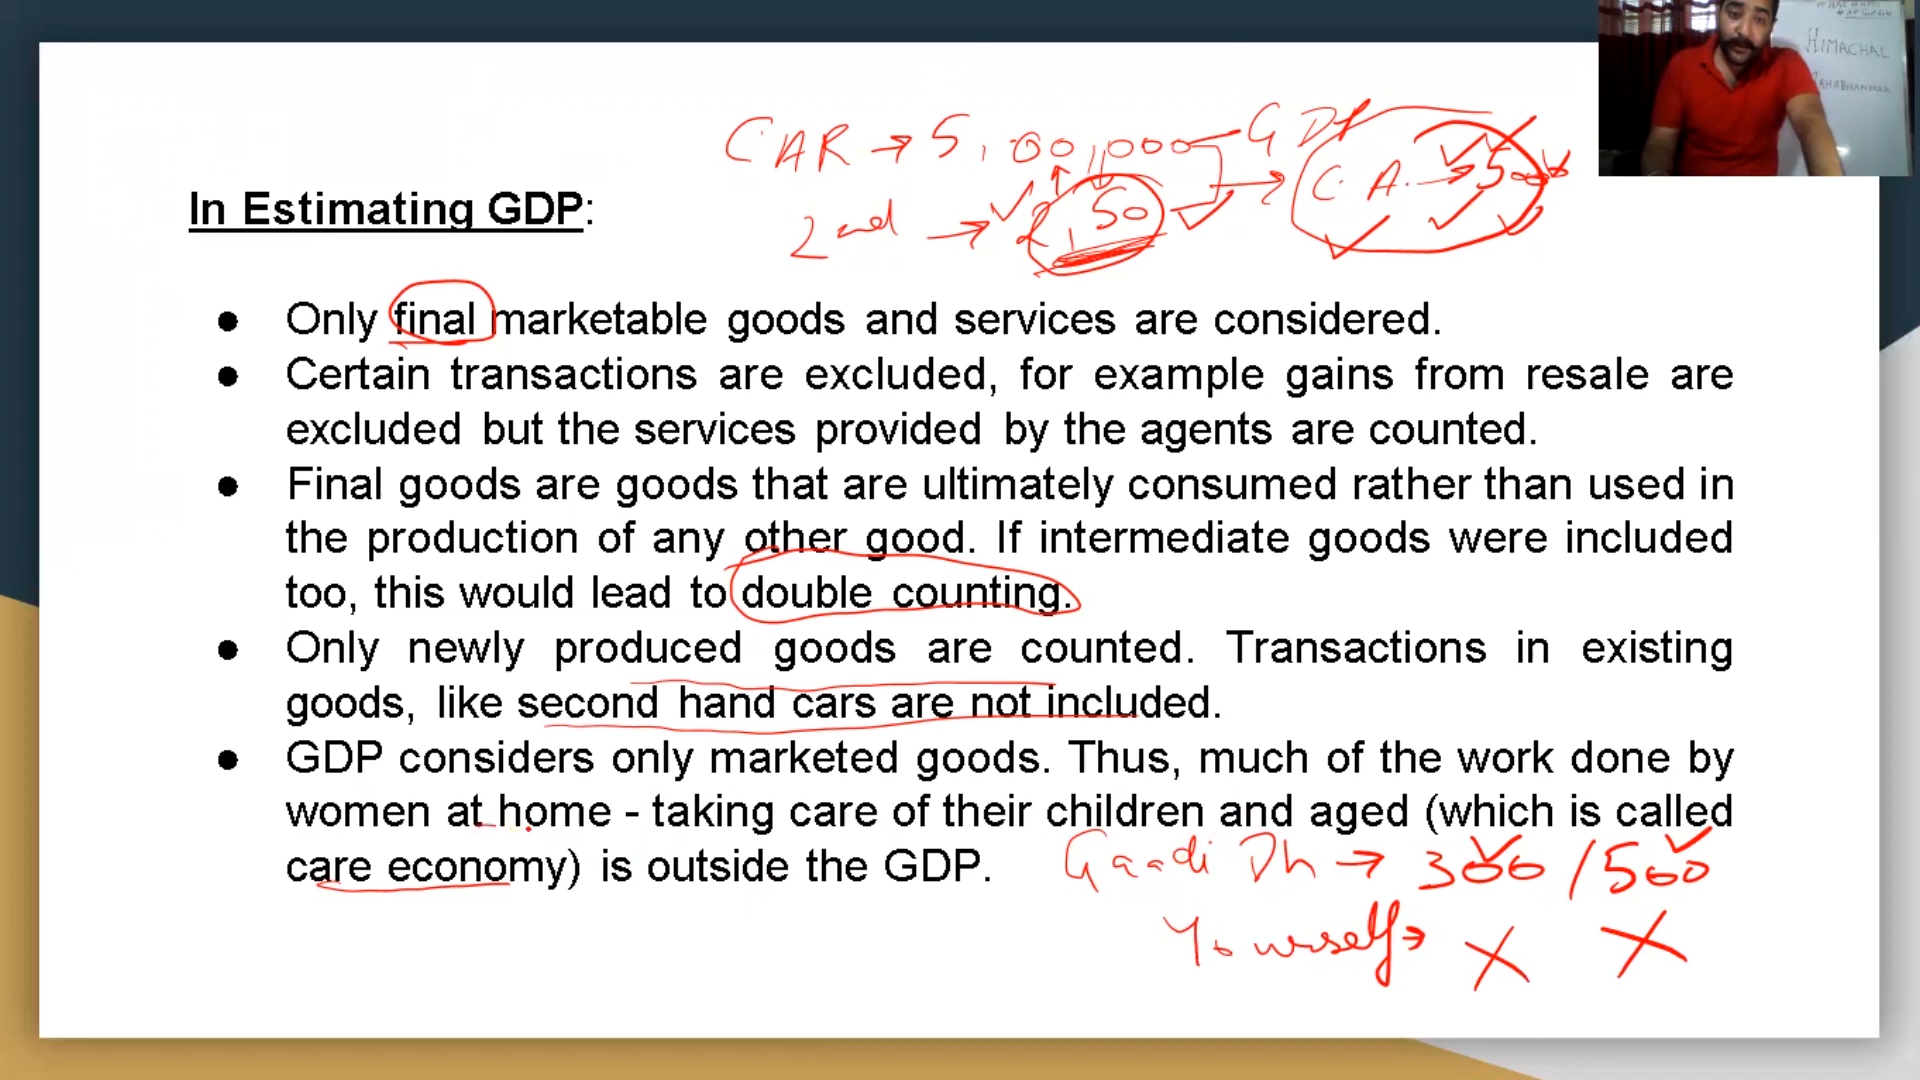 HIMACHAL
CAR → 5,00,000 GDP
C.A. → 5000
2nd → 2,50
In Estimating GDP:
● Only final marketable goods and services are considered.
● Certain transactions are excluded, for example gains from resale are
excluded but the services provided by the agents are counted.
● Final goods are goods that are ultimately consumed rather than used in
the production of any other good. If intermediate goods were included
too, this would lead to double counting.
● Only newly produced goods are counted. Transactions in existing
goods, like second hand cars are not included.
● GDP considers only marketed goods. Thus, much of the work done by
women at home - taking care of their children and aged (which is called
care economy) is outside the GDP.
Gaadi Dh → 300 / 500
Yourself → X X